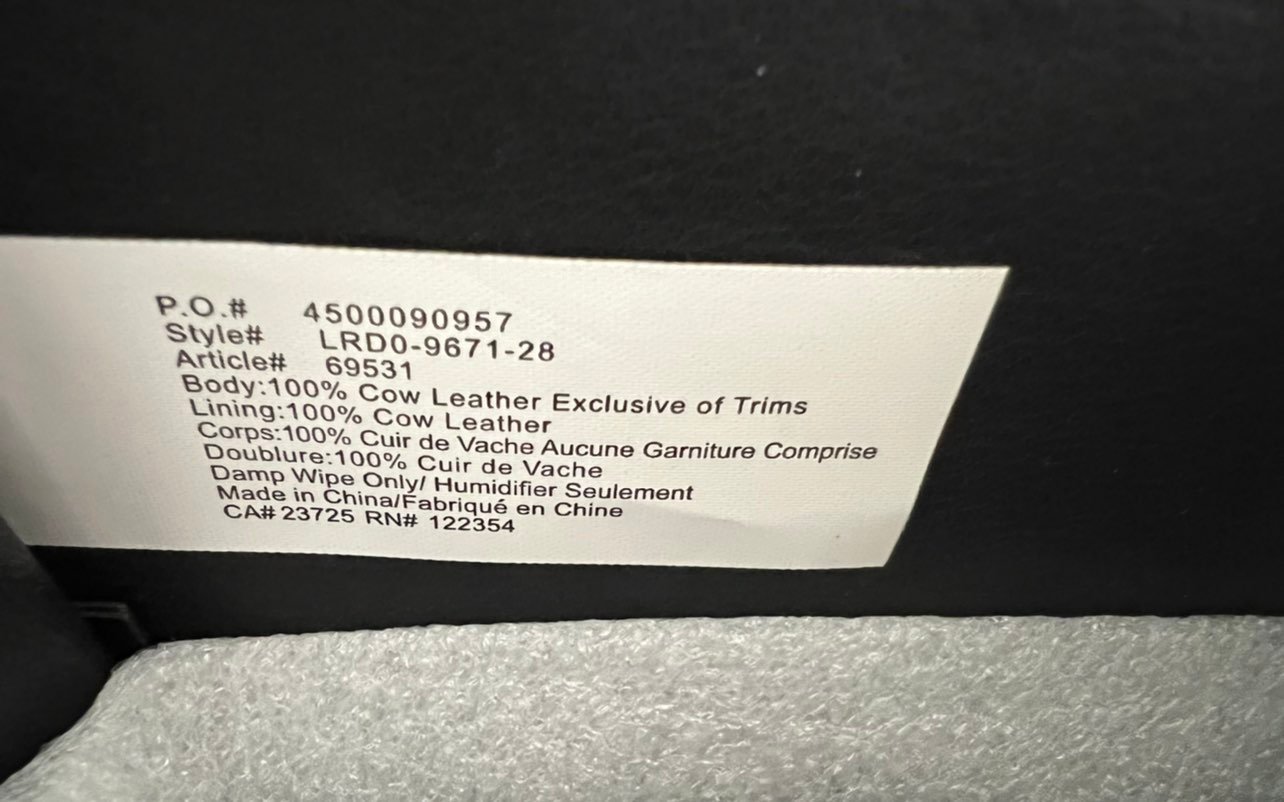 P.O.# 4500090957
Style# LRD0-9671-28
Article# 69531
Body:100% Cow Leather Exclusive of Trims
Lining:100% Cow Leather
Corps:100% Cuir de Vache Aucune Garniture Comprise
Doublure:100% Cuir de Vache
Damp Wipe Only/ Humidifier Seulement
Made in China/Fabriqué en Chine
CA# 23725 RN# 122354